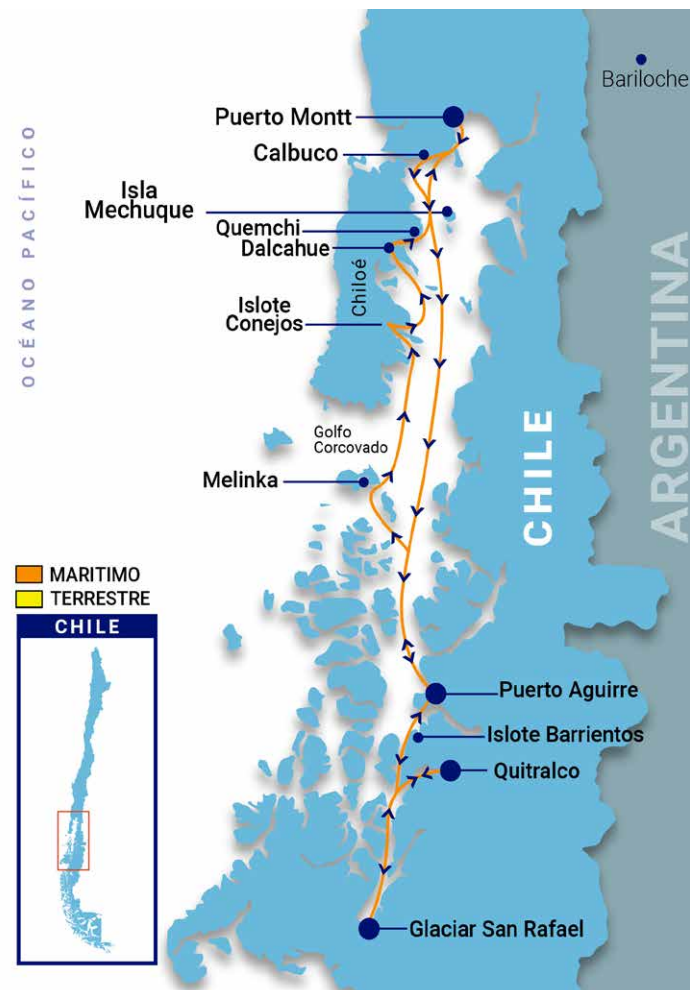 Bariloche
Puerto Montt
Calbuco
Isla
Mechuque
Quemchi
Dalcahue
Chiloé
Islote
Conejos
OCÉANO PACÍFICO
Golfo
Corcovado
Melinka
CHILE
ARGENTINA
MARITIMO
TERRESTRE
CHILE
Puerto Aguirre
Islote Barrientos
Quitralco
Glaciar San Rafael